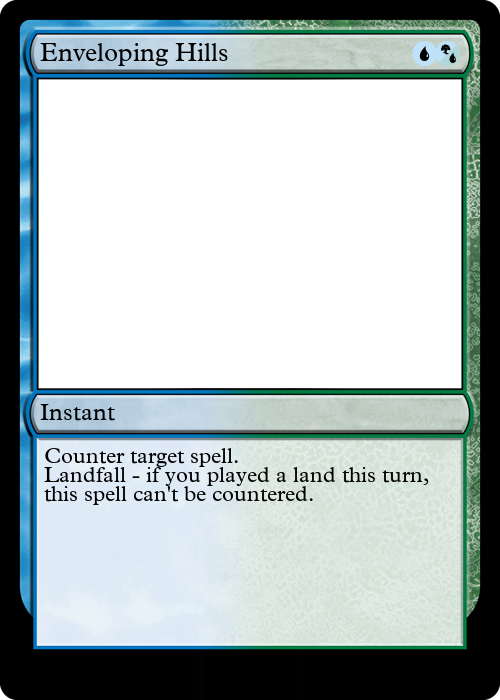 Enveloping Hills
Instant
Counter target spell.
Landfall - if you played a land this turn,
this spell can't be countered.